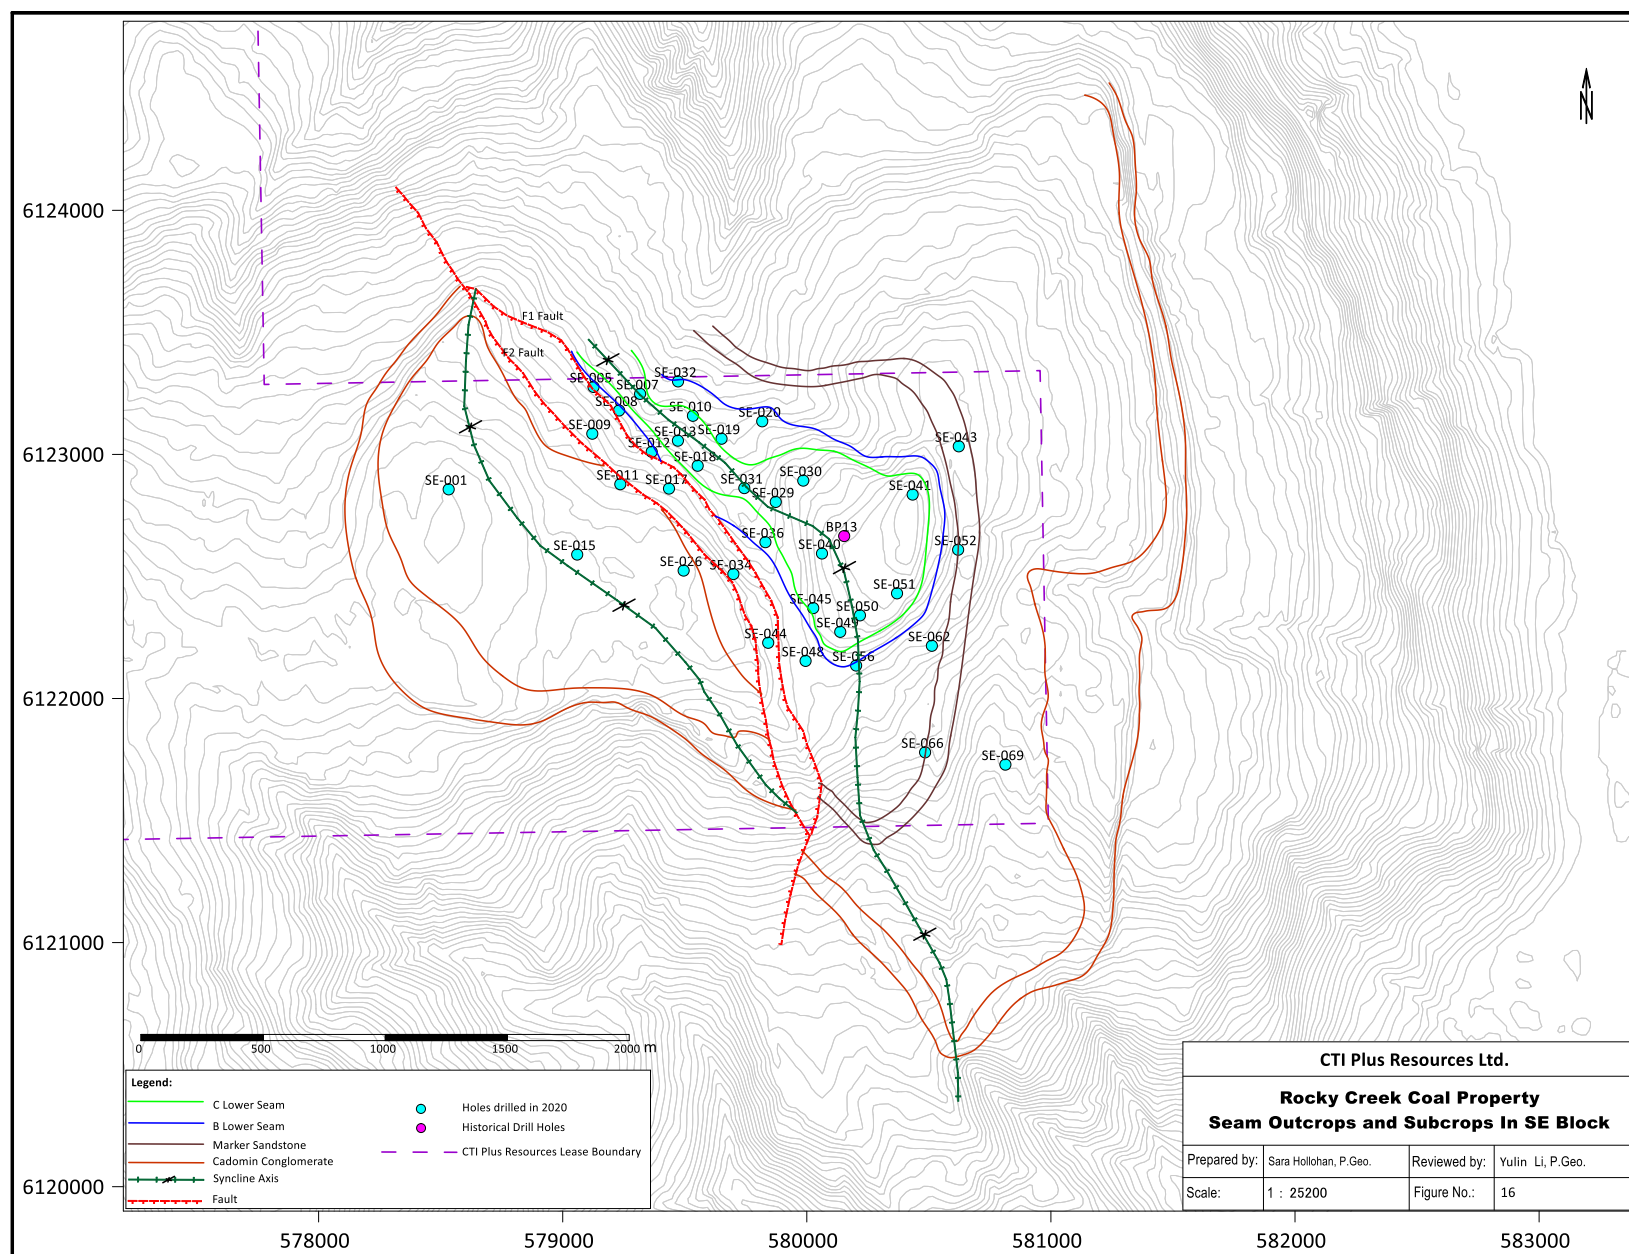 N
6124000
F1 Fault
F2 Fault
SE-032
SE-005
SE-007
SE-008
SE-010
SE-020
SE-009
SE-013
SE-019
SE-043
SE-012
SE-018
SE-030
6123000
SE-001
SE-011
SE-017
SE-031
SE-029
SE-041
BP13
SE-036
SE-040
SE-052
SE-015
SE-026
SE-034
SE-051
SE-045
SE-050
SE-049
SE-044
SE-062
SE-048
SE-056
6122000
SE-066
SE-069
6121000
0 500 1000 1500 2000 m
Legend:
C Lower Seam
B Lower Seam
Marker Sandstone
Cadomin Conglomerate
Syncline Axis
Fault
Holes drilled in 2020
Historical Drill Holes
CTI Plus Resources Lease Boundary
CTI Plus Resources Ltd.
Rocky Creek Coal Property
Seam Outcrops and Subcrops In SE Block
Prepared by: Sara Hollohan, P.Geo. Reviewed by: Yulin Li, P.Geo.
Scale: 1 : 25200 Figure No.: 16
6120000
578000 579000 580000 581000 582000 583000